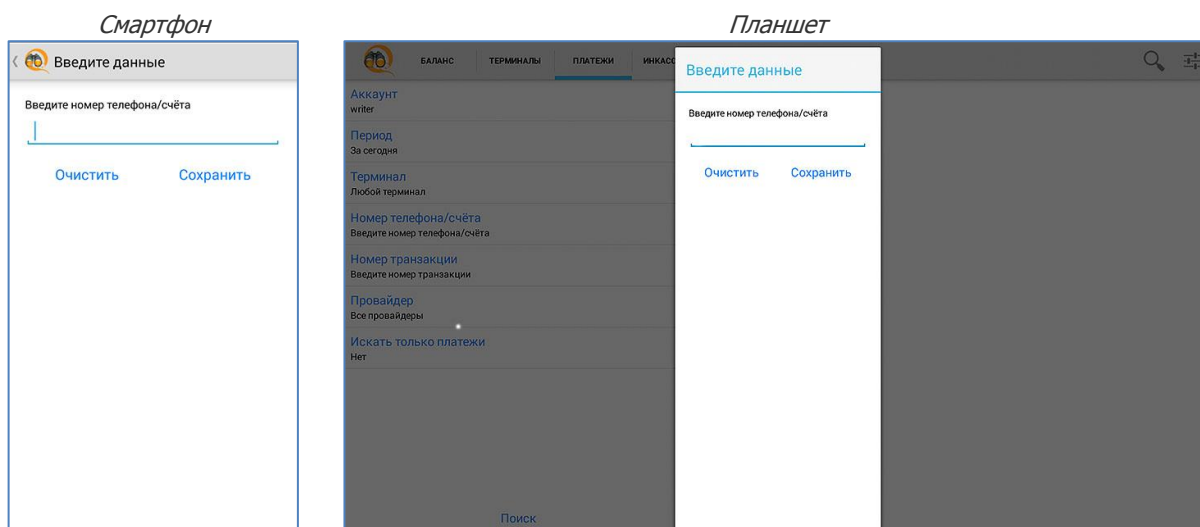 Смартфон
Планшет
Введите данные
Введите номер телефона/счёта
Очистить Сохранить
БАЛАНС ТЕРМИНАЛЫ ПЛАТЕЖИ ИНКАСС
Аккаунт
writer
Период
За сегодня
Терминал
Любой терминал
Номер телефона/счёта
Введите номер телефона/счёта
Номер транзакции
Введите номер транзакции
Провайдер
Все провайдеры
Искать только платежи
Нет
Поиск
Введите данные
Введите номер телефона/счёта
Очистить Сохранить